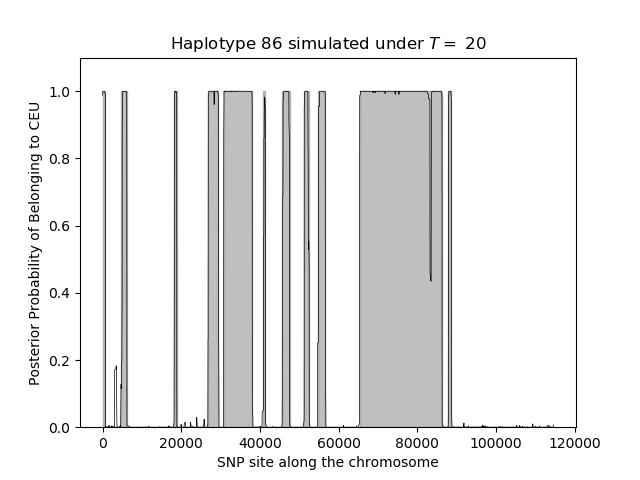 Haplotype 86 simulated under T = 20
Posterior Probability of Belonging to CEU
1.0
0.8
0.6
0.4
0.2
0.0
0 20000 40000 60000 80000 100000 120000
SNP site along the chromosome